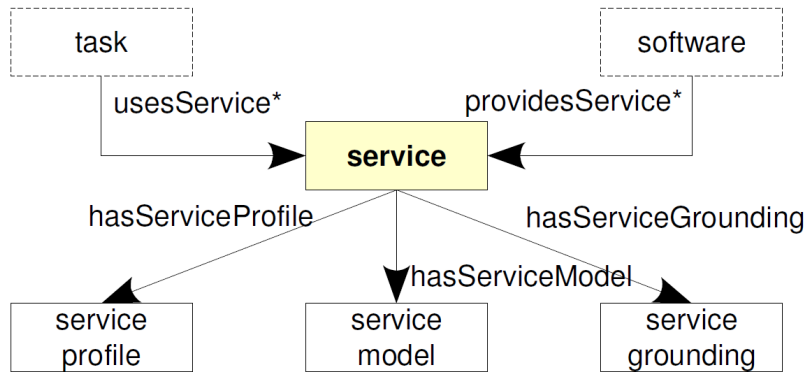 task
software
usesService*
providesService*
service
hasServiceProfile
hasServiceGrounding
hasServiceModel
service
profile
service
model
service
grounding